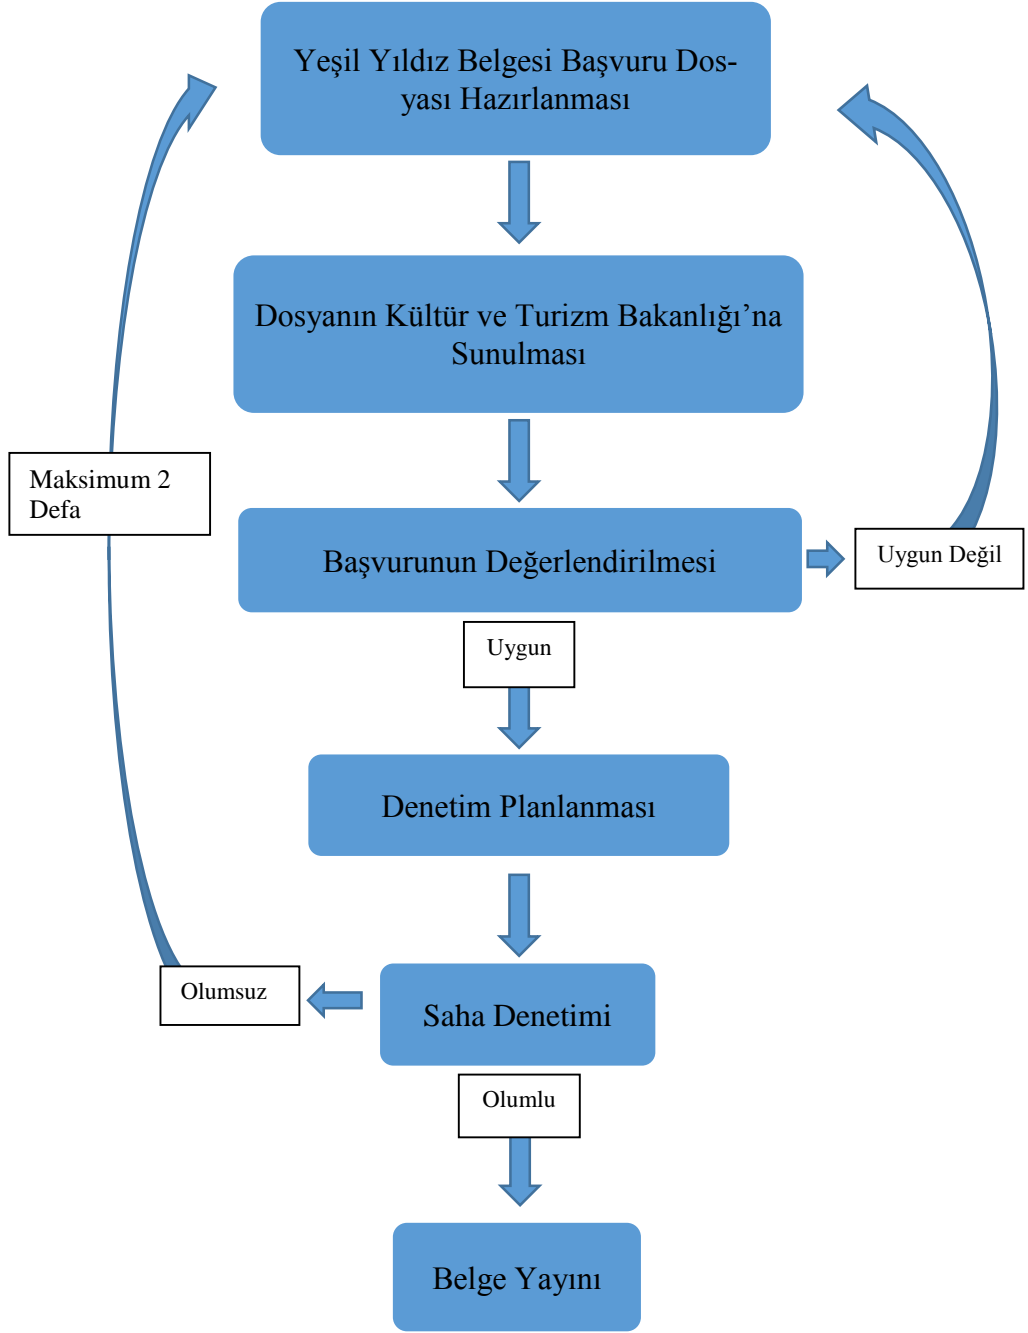 Yeşil Yıldız Belgesi Başvuru Dos-
yası Hazırlanması
Dosyanın Kültür ve Turizm Bakanlığı’na
Sunulması
Maksimum 2
Defa
Başvurunun Değerlendirilmesi
Uygun Değil
Uygun
Denetim Planlanması
Olumsuz
Saha Denetimi
Olumlu
Belge Yayını